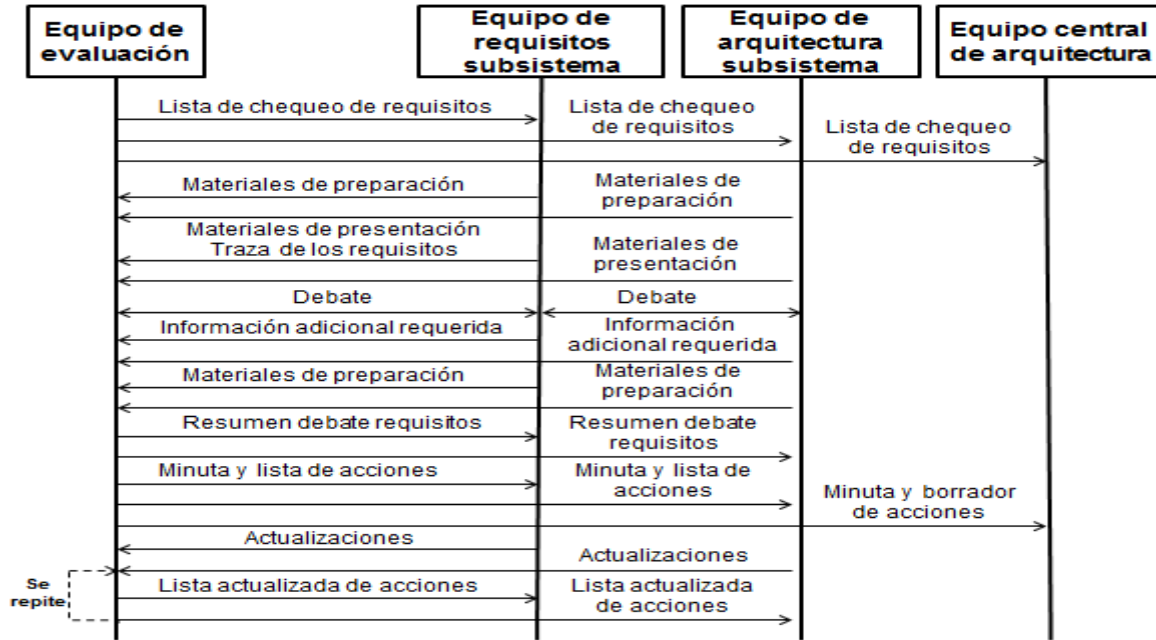 Equipo de
evaluación
Equipo de
requisitos
subsistema
Equipo de
arquitectura
subsistema
Equipo central
de arquitectura
Lista de chequeo de requisitos
Lista de chequeo
de requisitos
Lista de chequeo
de requisitos
Materiales de preparación
Materiales de
preparación
Materiales de presentación
Traza de los requisitos
Materiales de
presentación
Debate
Debate
Información adicional requerida
Información
adicional requerida
Materiales de preparación
Materiales de
preparación
Resumen debate requisitos
Resumen debate
requisitos
Minuta y lista de acciones
Minuta y lista de
acciones
Minuta y borrador
de acciones
Actualizaciones
Actualizaciones
Se
repite
Lista actualizada de acciones
Lista actualizada
de acciones